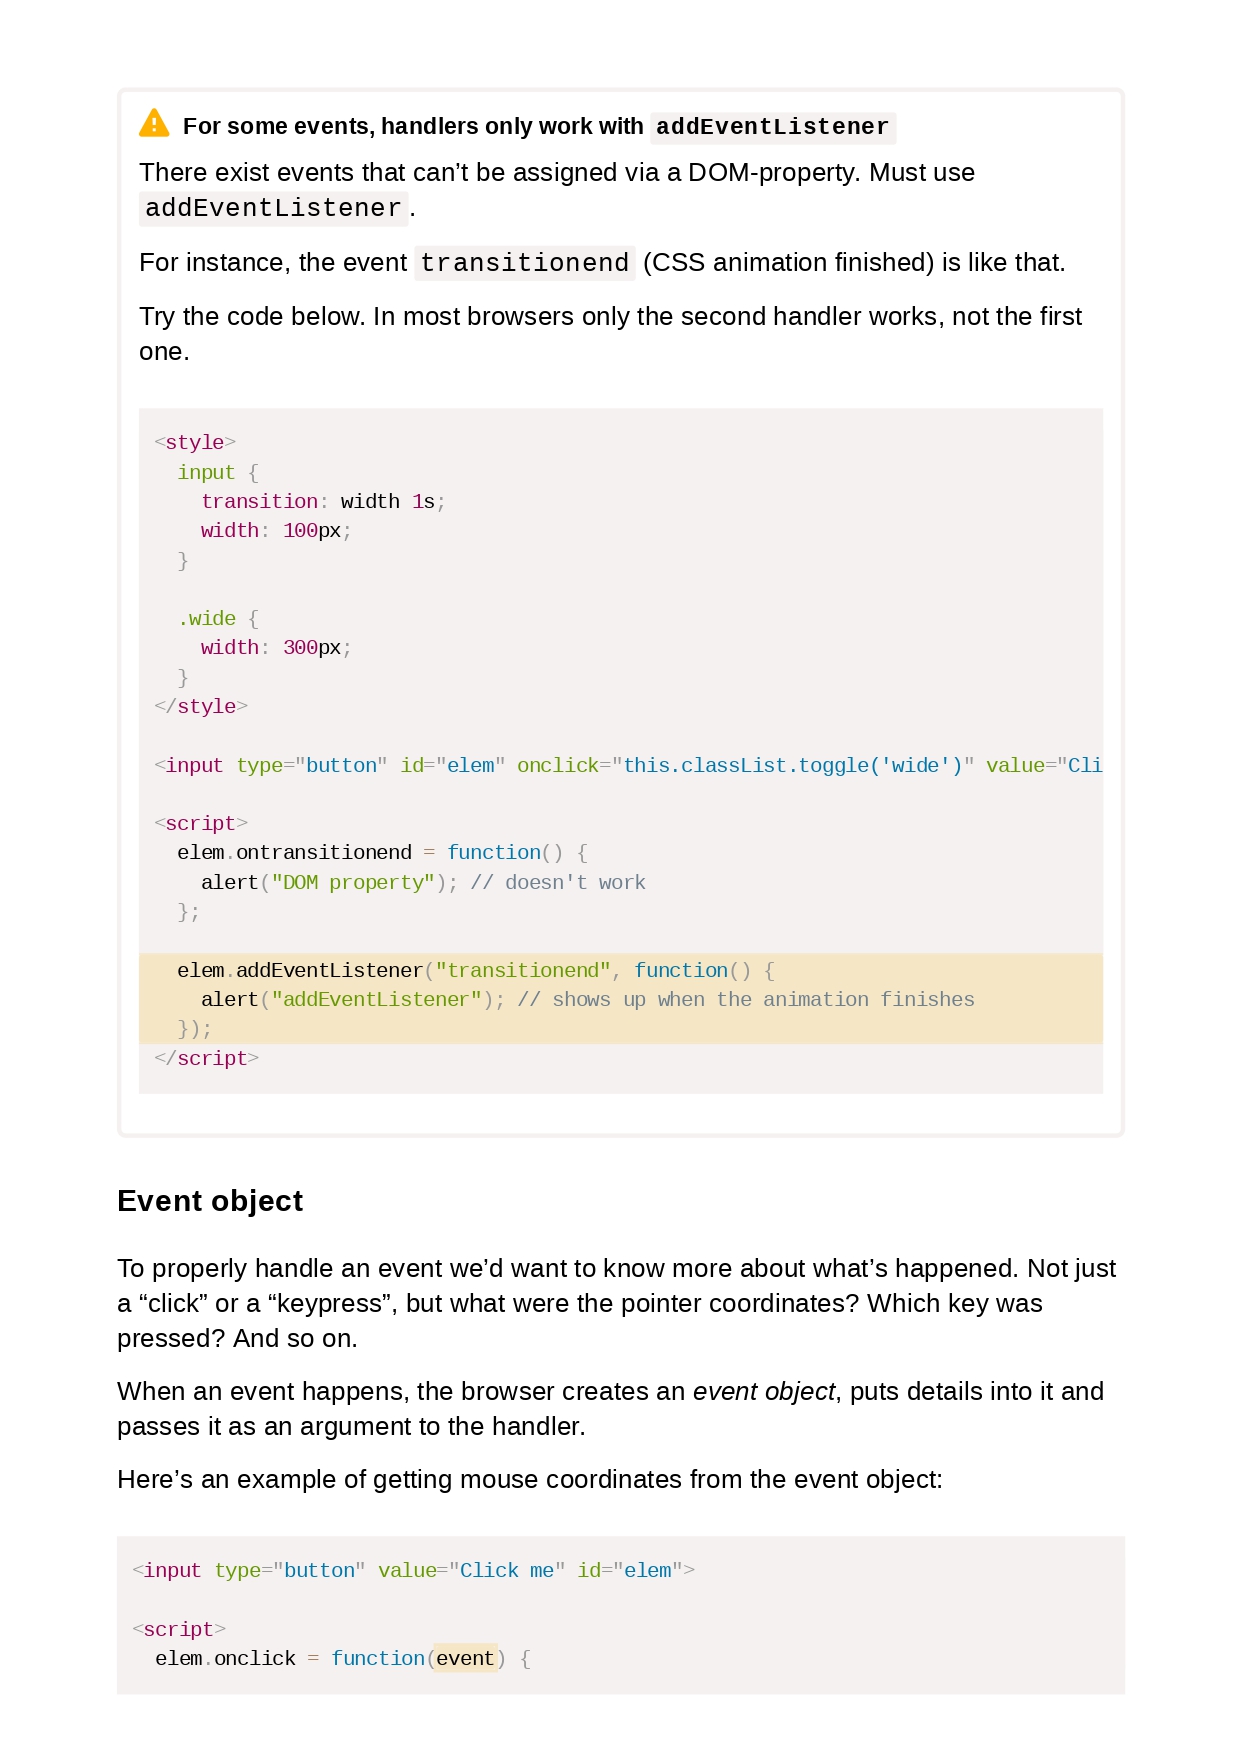 For some events, handlers only work with addEventListener
There exist events that can’t be assigned via a DOM-property. Must use
addEventListener.
For instance, the event transitionend (CSS animation finished) is like that.
Try the code below. In most browsers only the second handler works, not the first
one.
<style>
  input {
    transition: width 1s;
    width: 100px;
  }

  .wide {
    width: 300px;
  }
</style>

<input type="button" id="elem" onclick="this.classList.toggle('wide')" value="Cli

<script>
  elem.ontransitionend = function() {
    alert("DOM property"); // doesn't work
  };

  elem.addEventListener("transitionend", function() {
    alert("addEventListener"); // shows up when the animation finishes
  });
</script>
Event object
To properly handle an event we’d want to know more about what’s happened. Not just
a “click” or a “keypress”, but what were the pointer coordinates? Which key was
pressed? And so on.
When an event happens, the browser creates an event object, puts details into it and
passes it as an argument to the handler.
Here’s an example of getting mouse coordinates from the event object:
<input type="button" value="Click me" id="elem">

<script>
  elem.onclick = function(event) {